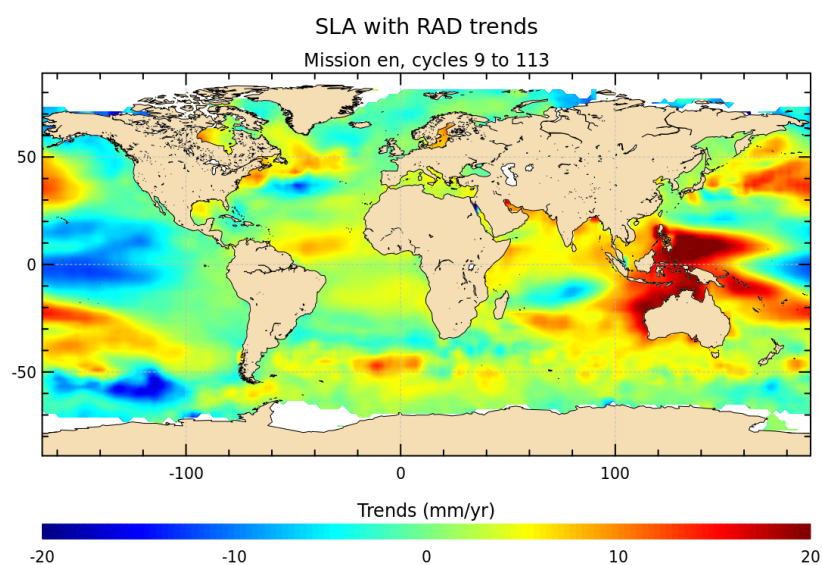 SLA with RAD trends
Mission en, cycles 9 to 113
50
0
-50
-100 0 100
Trends (mm/yr)
-20 -10 0 10 20